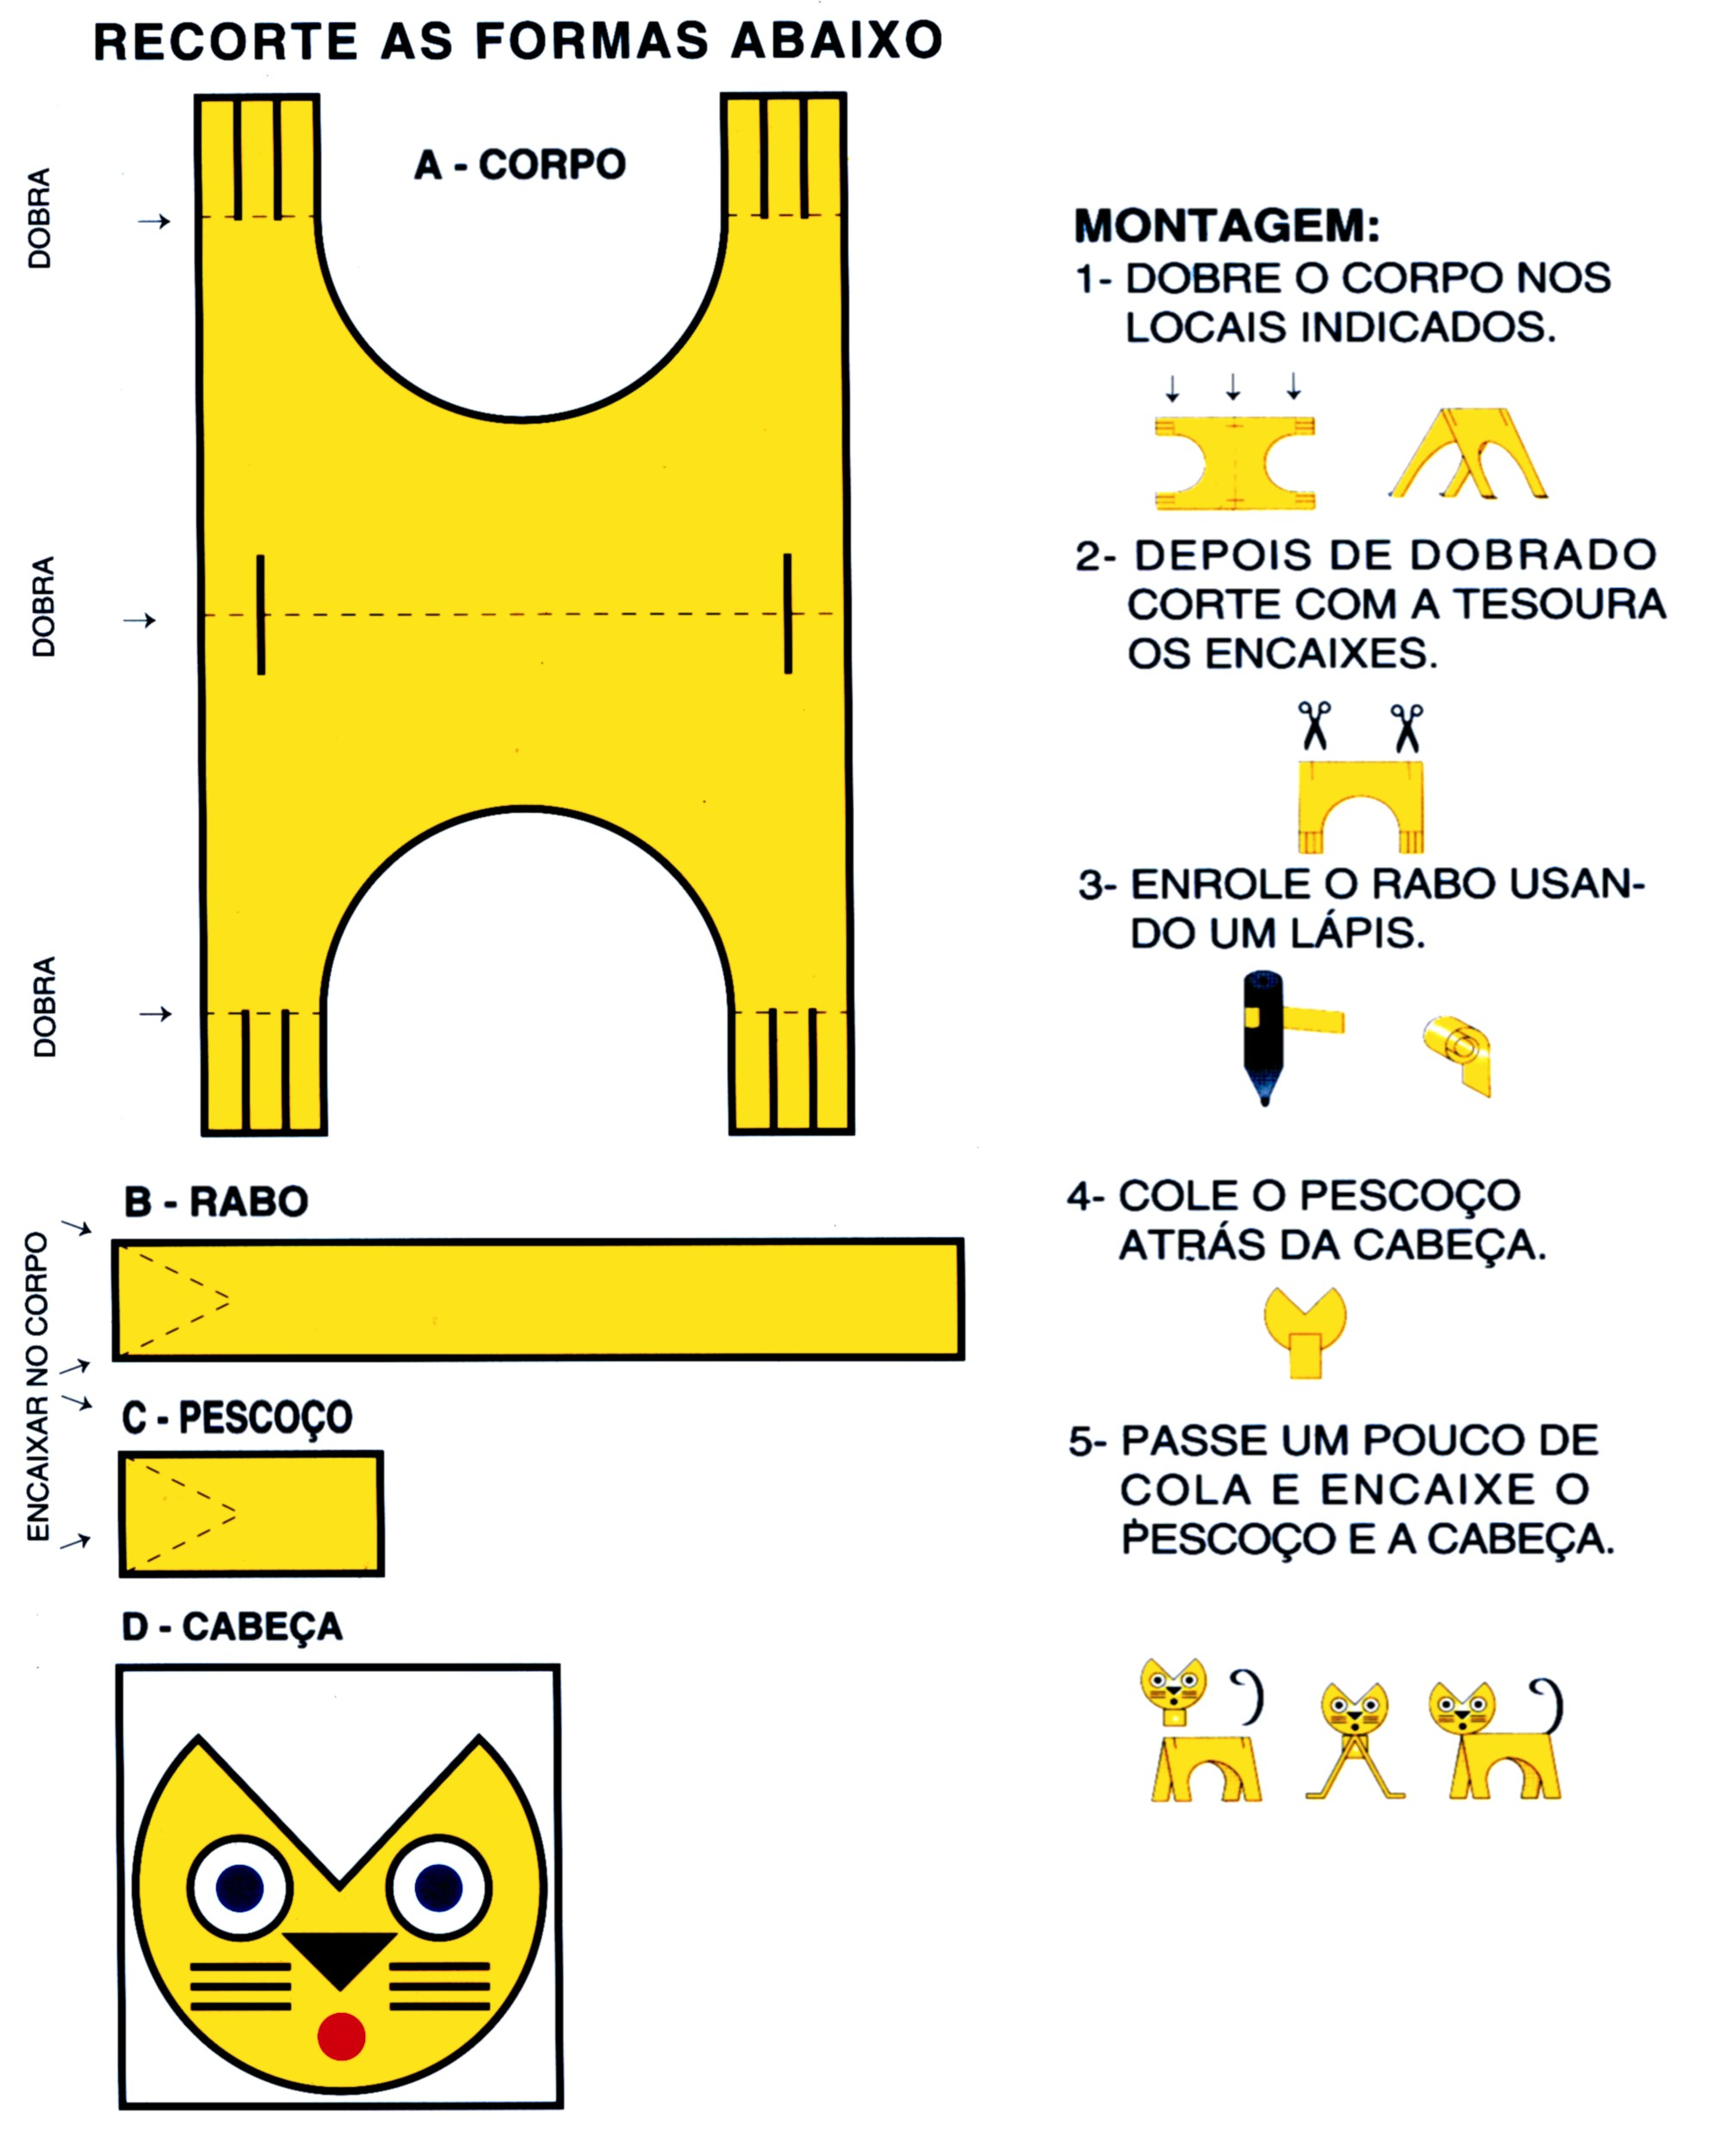 RECORTE AS FORMAS ABAIXO
A - CORPO
DOBRA
DOBRA
DOBRA
B - RABO
ENCAIXAR NO CORPO
C - PESCOÇO
D - CABEÇA
MONTAGEM:
1- DOBRE O CORPO NOS
LOCAIS INDICADOS.
2- DEPOIS DE DOBRADO
CORTE COM A TESOURA
OS ENCAIXES.
3- ENROLE O RABO USAN-
DO UM LÁPIS.
4- COLE O PESCOÇO
ATRÁS DA CABEÇA.
5- PASSE UM POUCO DE
COLA E ENCAIXE O
PESCOÇO E A CABEÇA.